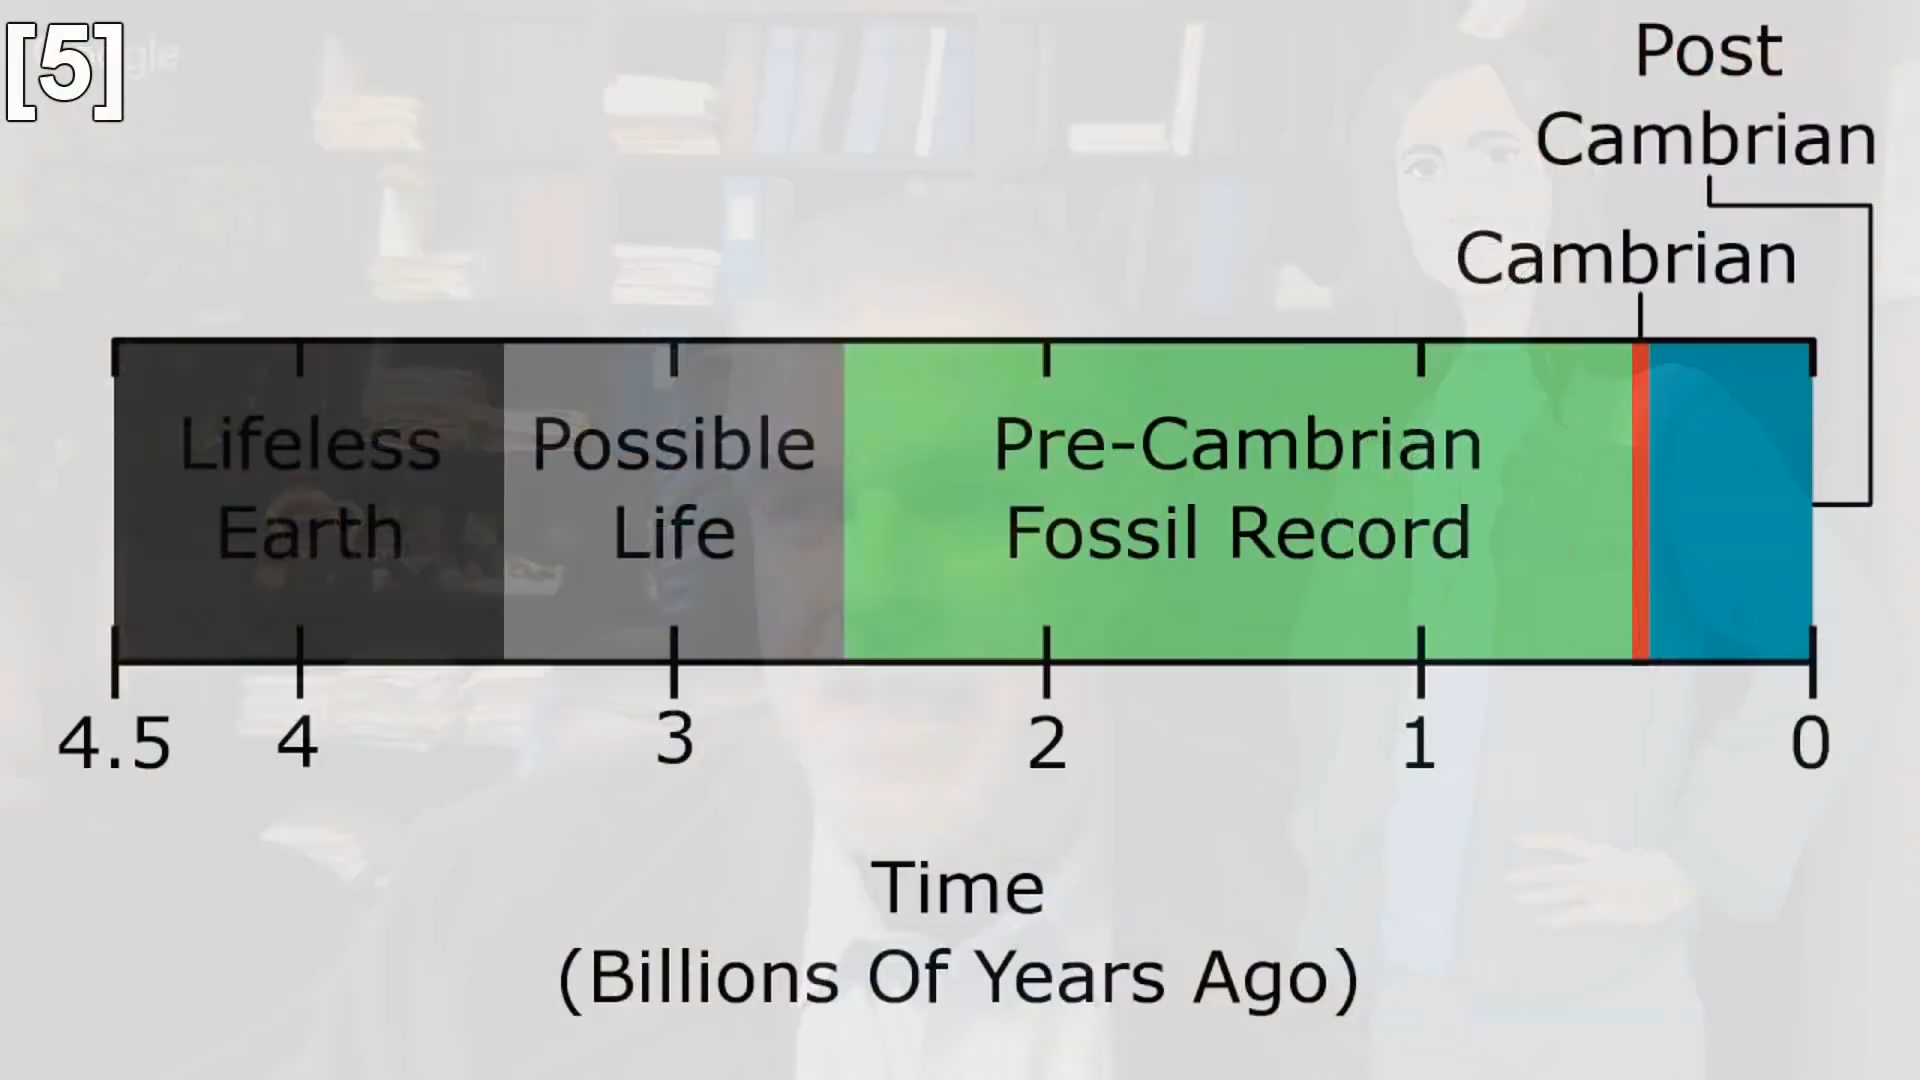 [5]
Post
Cambrian
Cambrian
Lifeless
Earth
Possible
Life
Pre-Cambrian
Fossil Record
4.5 4 3 2 1 0
Time
(Billions Of Years Ago)